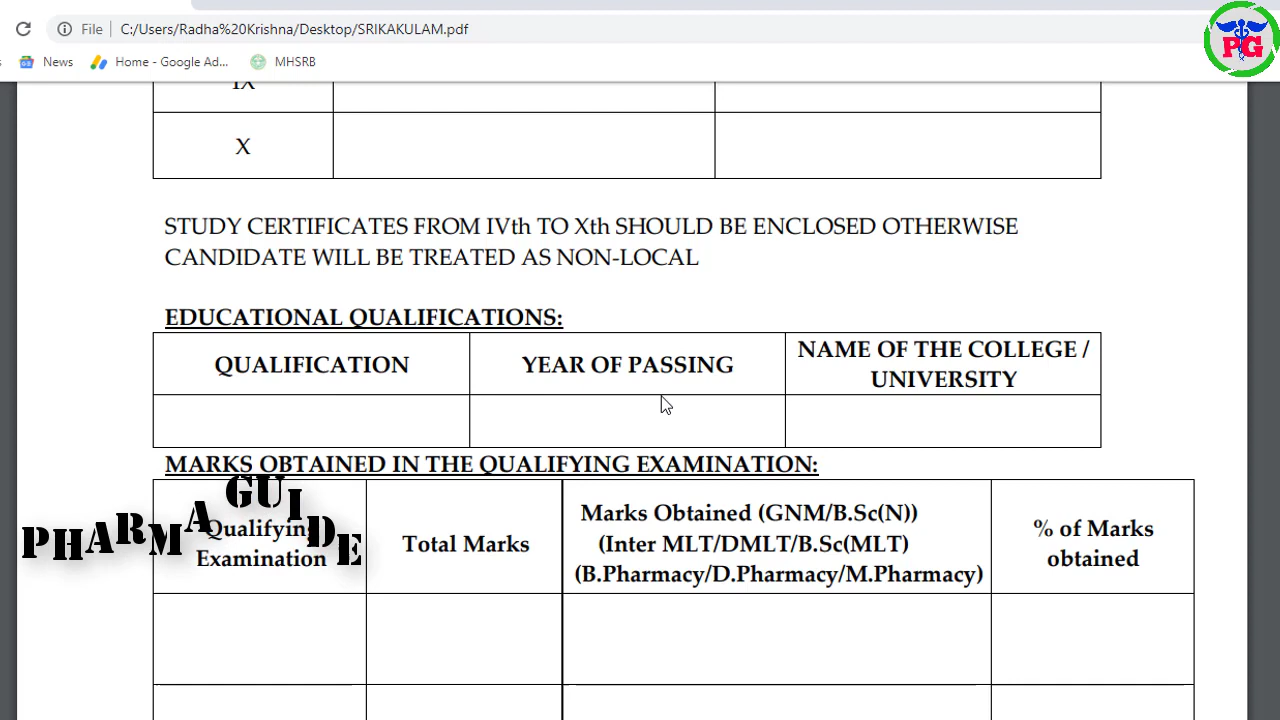 File C:/Users/Radha%20Krishna/Desktop/SRIKAKULAM.pdf
PG
News Home - Google Ad... MHSRB
IX
X
STUDY CERTIFICATES FROM IVth TO Xth SHOULD BE ENCLOSED OTHERWISE
CANDIDATE WILL BE TREATED AS NON-LOCAL
EDUCATIONAL QUALIFICATIONS:
QUALIFICATION
YEAR OF PASSING
NAME OF THE COLLEGE /
UNIVERSITY
MARKS OBTAINED IN THE QUALIFYING EXAMINATION:
Qualifying
Examination
Total Marks
Marks Obtained (GNM/B.Sc(N))
(Inter MLT/DMLT/B.Sc(MLT)
(B.Pharmacy/D.Pharmacy/M.Pharmacy)
% of Marks
obtained
PHARMA GUIDE